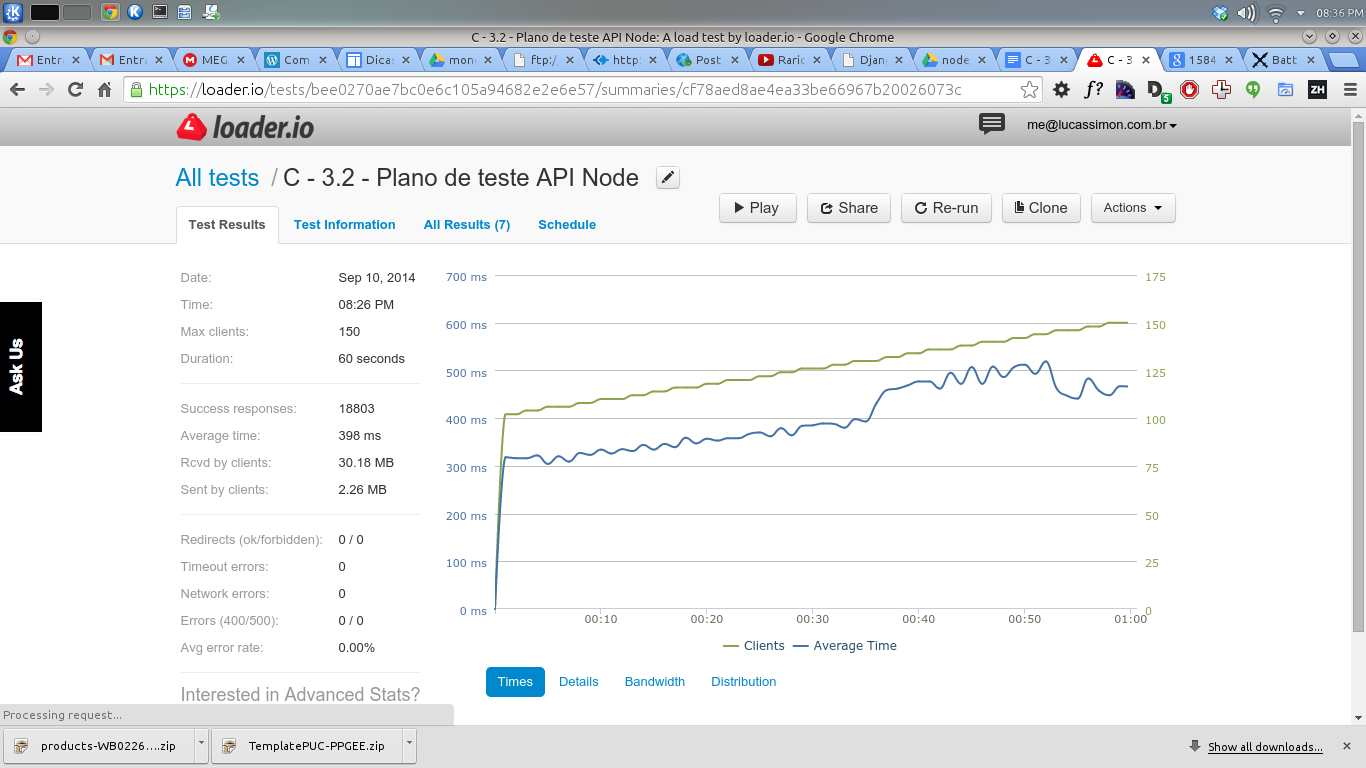 08:36 PM
C - 3.2 - Plano de teste API Node: A load test by loader.io - Google Chrome
Entra Entra MEG Com Dicas mon ftp:/ http: Post Raric Djan node C - 3 C - 3 1584 Batt
https://loader.io/tests/bee0270ae7bc0e6c105a94682e2e6e57/summaries/cf78aed8ae4ea33be66967b20026073c
f? D 5 ZH
loader.io
me@lucassimon.com.br
All tests / C - 3.2 - Plano de teste API Node
Play Share Re-run Clone Actions
Test Results Test Information All Results (7) Schedule
Date: Sep 10, 2014
Time: 08:26 PM
Max clients: 150
Duration: 60 seconds
Success responses: 18803
Average time: 398 ms
Rcvd by clients: 30.18 MB
Sent by clients: 2.26 MB
Redirects (ok/forbidden): 0 / 0
Timeout errors: 0
Network errors: 0
Errors (400/500): 0 / 0
Avg error rate: 0.00%
Interested in Advanced Stats?
Ask Us
700 ms 175
600 ms 150
500 ms 125
400 ms 100
300 ms 75
200 ms 50
100 ms 25
0 ms 0
00:10 00:20 00:30 00:40 00:50 01:00
Clients Average Time
Times Details Bandwidth Distribution
Processing request...
products-WB0226....zip TemplatePUC-PPGEE.zip Show all downloads...